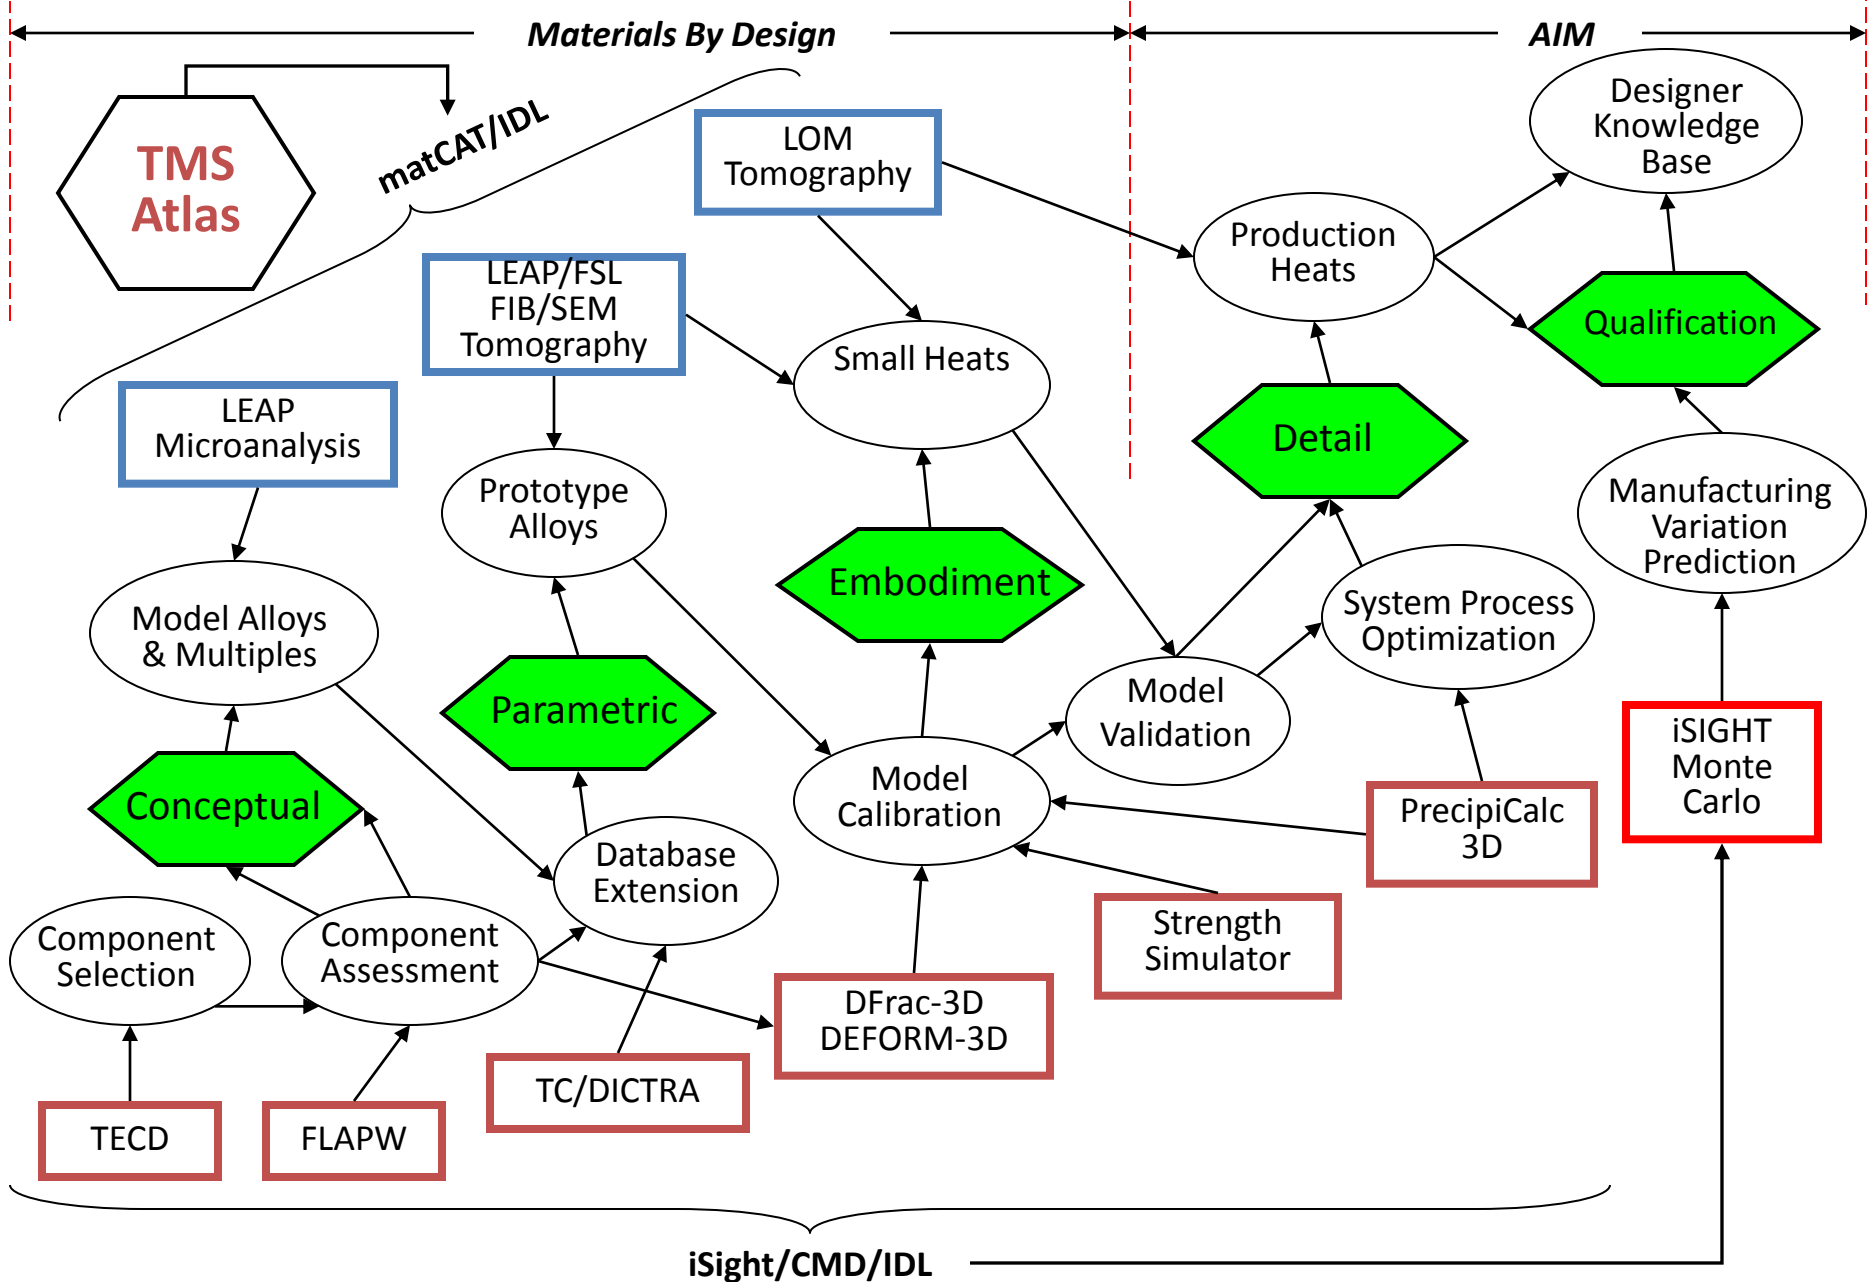 Materials By Design
AIM
TMS
Atlas
matCAT/IDL
LOM
Tomography
Designer
Knowledge
Base
LEAP/FSL
FIB/SEM
Tomography
Production
Heats
Qualification
Small Heats
LEAP
Microanalysis
Detail
Prototype
Alloys
Manufacturing
Variation
Prediction
Embodiment
Model Alloys
& Multiples
System Process
Optimization
Parametric
Model
Validation
iSIGHT
Monte
Carlo
Conceptual
Model
Calibration
PrecipiCalc
3D
Database
Extension
Component
Selection
Component
Assessment
Strength
Simulator
DFrac-3D
DEFORM-3D
TC/DICTRA
TECD
FLAPW
iSight/CMD/IDL